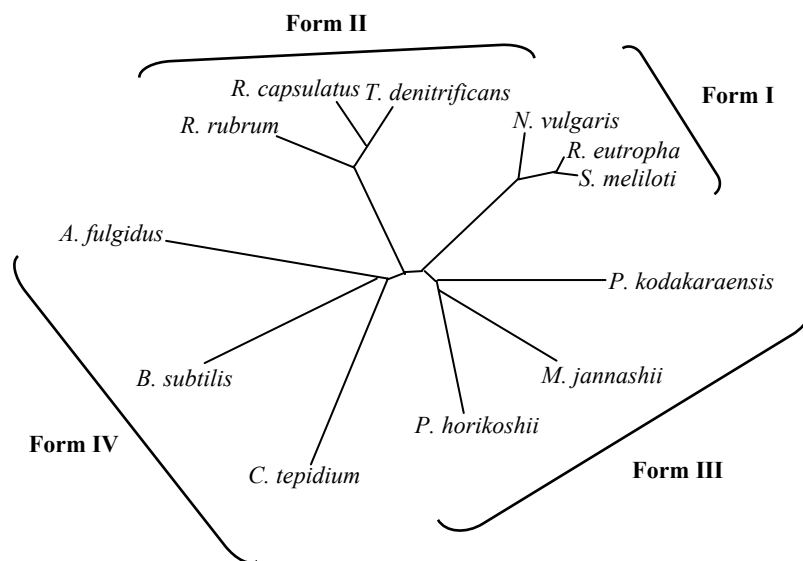 Form II
R. capsulatus T. denitrificans
Form I
R. rubrum
N. vulgaris
R. eutropha
S. meliloti
A. fulgidus
P. kodakaraensis
B. subtilis
M. jannashii
P. horikoshii
Form IV
C. tepidium
Form III